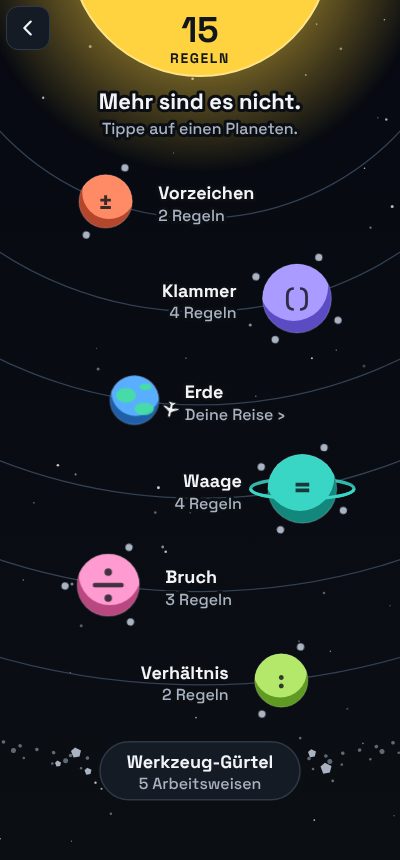 15
REGELN
Mehr sind es nicht.
Tippe auf einen Planeten.
±
Vorzeichen
2 Regeln
Klammer
4 Regeln
()
Erde
Deine Reise >
Waage
4 Regeln
=
÷
Bruch
3 Regeln
Verhältnis
2 Regeln
:
Werkzeug-Gürtel
5 Arbeitsweisen